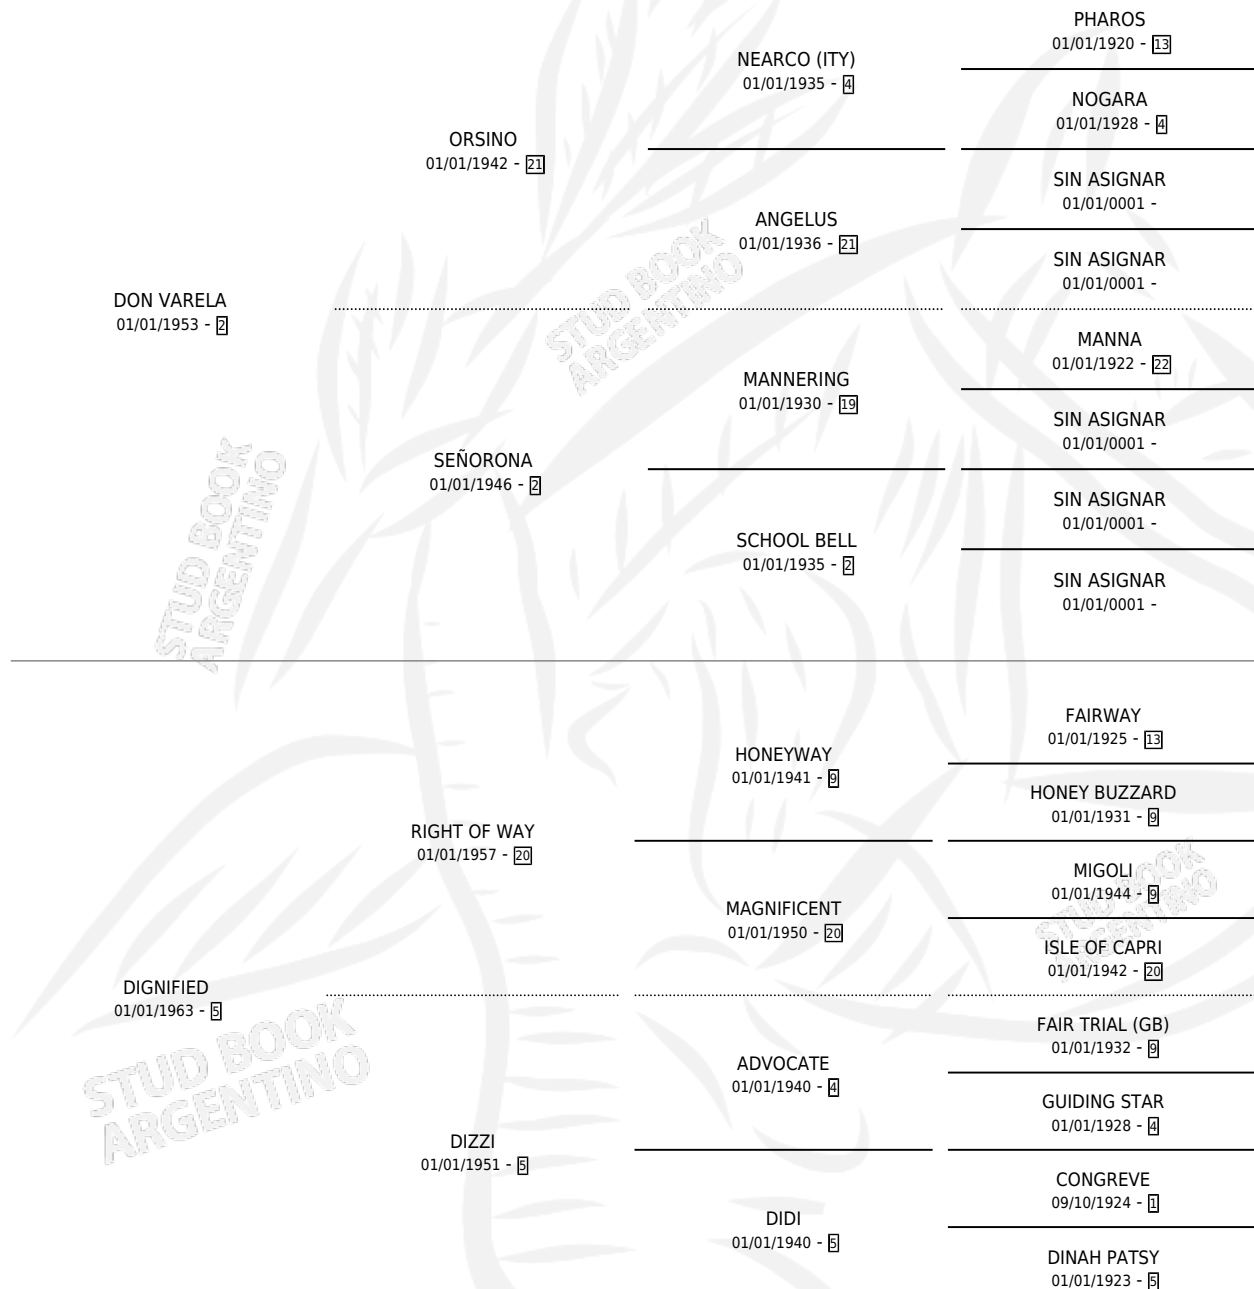 PHAROS
01/01/1920 - 13
NEARCO (ITY)
01/01/1935 - 4
NOGARA
01/01/1928 - 4
ORSINO
01/01/1942 - 21
SIN ASIGNAR
01/01/0001 -
ANGELUS
01/01/1936 - 21
SIN ASIGNAR
01/01/0001 -
DON VARELA
01/01/1953 - 2
MANNA
01/01/1922 - 22
MANNERING
01/01/1930 - 19
SIN ASIGNAR
01/01/0001 -
SEÑORONA
01/01/1946 - 2
SIN ASIGNAR
01/01/0001 -
SCHOOL BELL
01/01/1935 - 2
SIN ASIGNAR
01/01/0001 -
FAIRWAY
01/01/1925 - 13
HONEYWAY
01/01/1941 - 9
HONEY BUZZARD
01/01/1931 - 9
RIGHT OF WAY
01/01/1957 - 20
MIGOLI
01/01/1944 - 9
MAGNIFICENT
01/01/1950 - 20
ISLE OF CAPRI
01/01/1942 - 20
DIGNIFIED
01/01/1963 - 5
FAIR TRIAL (GB)
01/01/1932 - 9
ADVOCATE
01/01/1940 - 4
GUIDING STAR
01/01/1928 - 4
DIZZI
01/01/1951 - 5
CONGREVE
09/10/1924 - 1
DIDI
01/01/1940 - 5
DINAH PATSY
01/01/1923 - 5
STUD BOOK
ARGENTINO
STUD BOOK
ARGENTINO
STUD BOOK
ARGENTINO
STUD BOOK
ARGENTINO